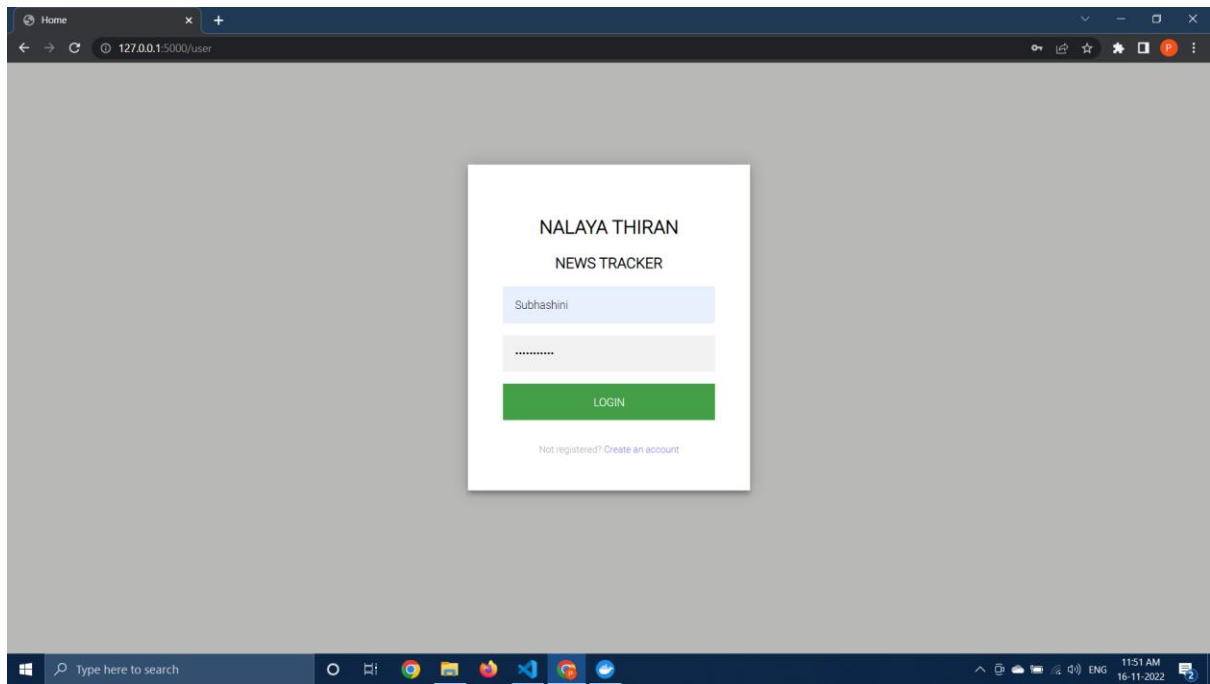 Home
127.0.0.1:5000/user
P
NALAYA THIRAN
NEWS TRACKER
Subhashini
...........
LOGIN
Not registered? Create an account
Type here to search
ENG
11:51 AM
16-11-2022
2